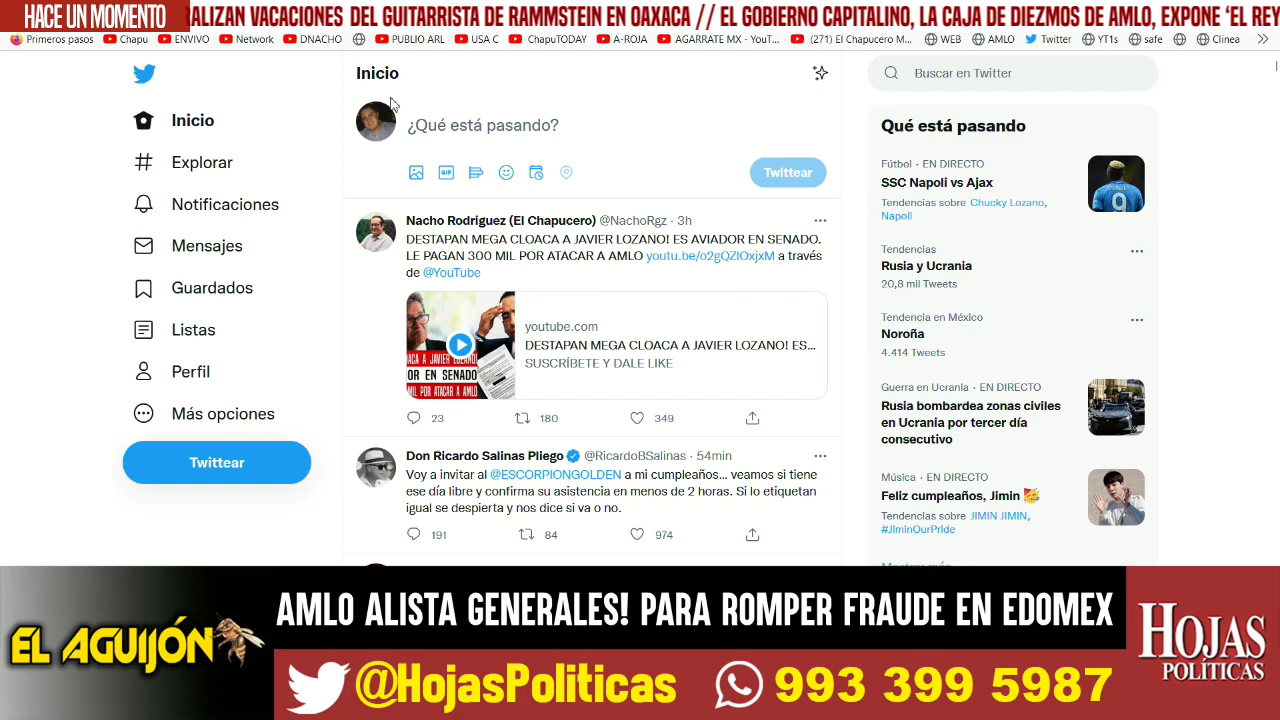 HACE UN MOMENTO
ALIZAN VACACIONES DEL GUITARRISTA DE RAMMSTEIN EN OAXACA // EL GOBIERNO CAPITALINO, LA CAJA DE DIEZMOS DE AMLO, EXPONE ‘EL REY
Primeros pasos Chapu ENVIVO Network DNACHO PUBLIO ARL USA C ChapuTODAY A-ROJA AGARRATE MX - YouT... (271) El Chapucero M... WEB AMLO Twitter YT1s safe Clinea
Inicio
Explorar
Notificaciones
Mensajes
Guardados
Listas
Perfil
Más opciones
Twittear
Inicio
¿Qué está pasando?
GIF
Twittear
Nacho Rodriguez (El Chapucero) @NachoRgz · 3h
DESTAPAN MEGA CLOACA A JAVIER LOZANO! ES AVIADOR EN SENADO.
LE PAGAN 300 MIL POR ATACAR A AMLO youtu.be/o2gQZlOxjxM a través
de @YouTube
OACA A JAVIER LOZANO!
OR EN SENADO
MIL POR ATACAR A AMLO
youtube.com
DESTAPAN MEGA CLOACA A JAVIER LOZANO! ES...
SUSCRÍBETE Y DALE LIKE
23 180 349
Don Ricardo Salinas Pliego @RicardoBSalinas · 54min
Voy a invitar al @ESCORPIONGOLDEN a mi cumpleaños... veamos si tiene
ese día libre y confirma su asistencia en menos de 2 horas. Si lo etiquetan
igual se despierta y nos dice si va o no.
191 84 974
Buscar en Twitter
Qué está pasando
Fútbol · EN DIRECTO
SSC Napoli vs Ajax
Tendencias sobre Chucky Lozano,
Napoli
9
Tendencias
Rusia y Ucrania
20,8 mil Tweets
Tendencia en México
Noroña
4.414 Tweets
Guerra en Ucrania · EN DIRECTO
Rusia bombardea zonas civiles
en Ucrania por tercer día
consecutivo
Música · EN DIRECTO
Feliz cumpleaños, Jimin 🥳
Tendencias sobre JIMIN JIMIN,
#JiminOurPride
EL AGUIJÓN
AMLO ALISTA GENERALES! PARA ROMPER FRAUDE EN EDOMEX
@HojasPoliticas 993 399 5987
HOJAS
POLÍTICAS